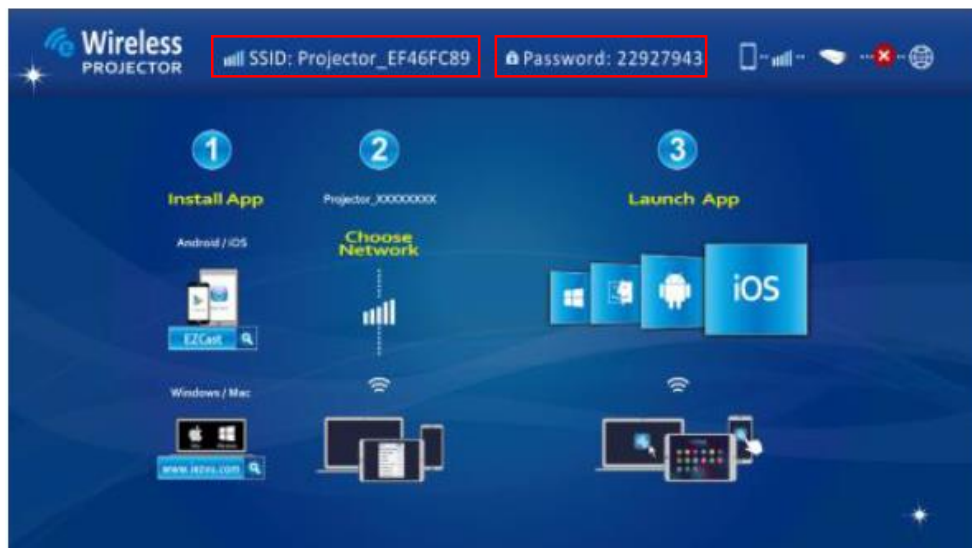 Wireless
PROJECTOR
SSID: Projector_EF46FC89
Password: 22927943
1
Install App
Android / iOS
EZCast
Windows / Mac
www.iezvu.com
2
Projector_XXXXXXXX
Choose
Network
3
Launch App
iOS